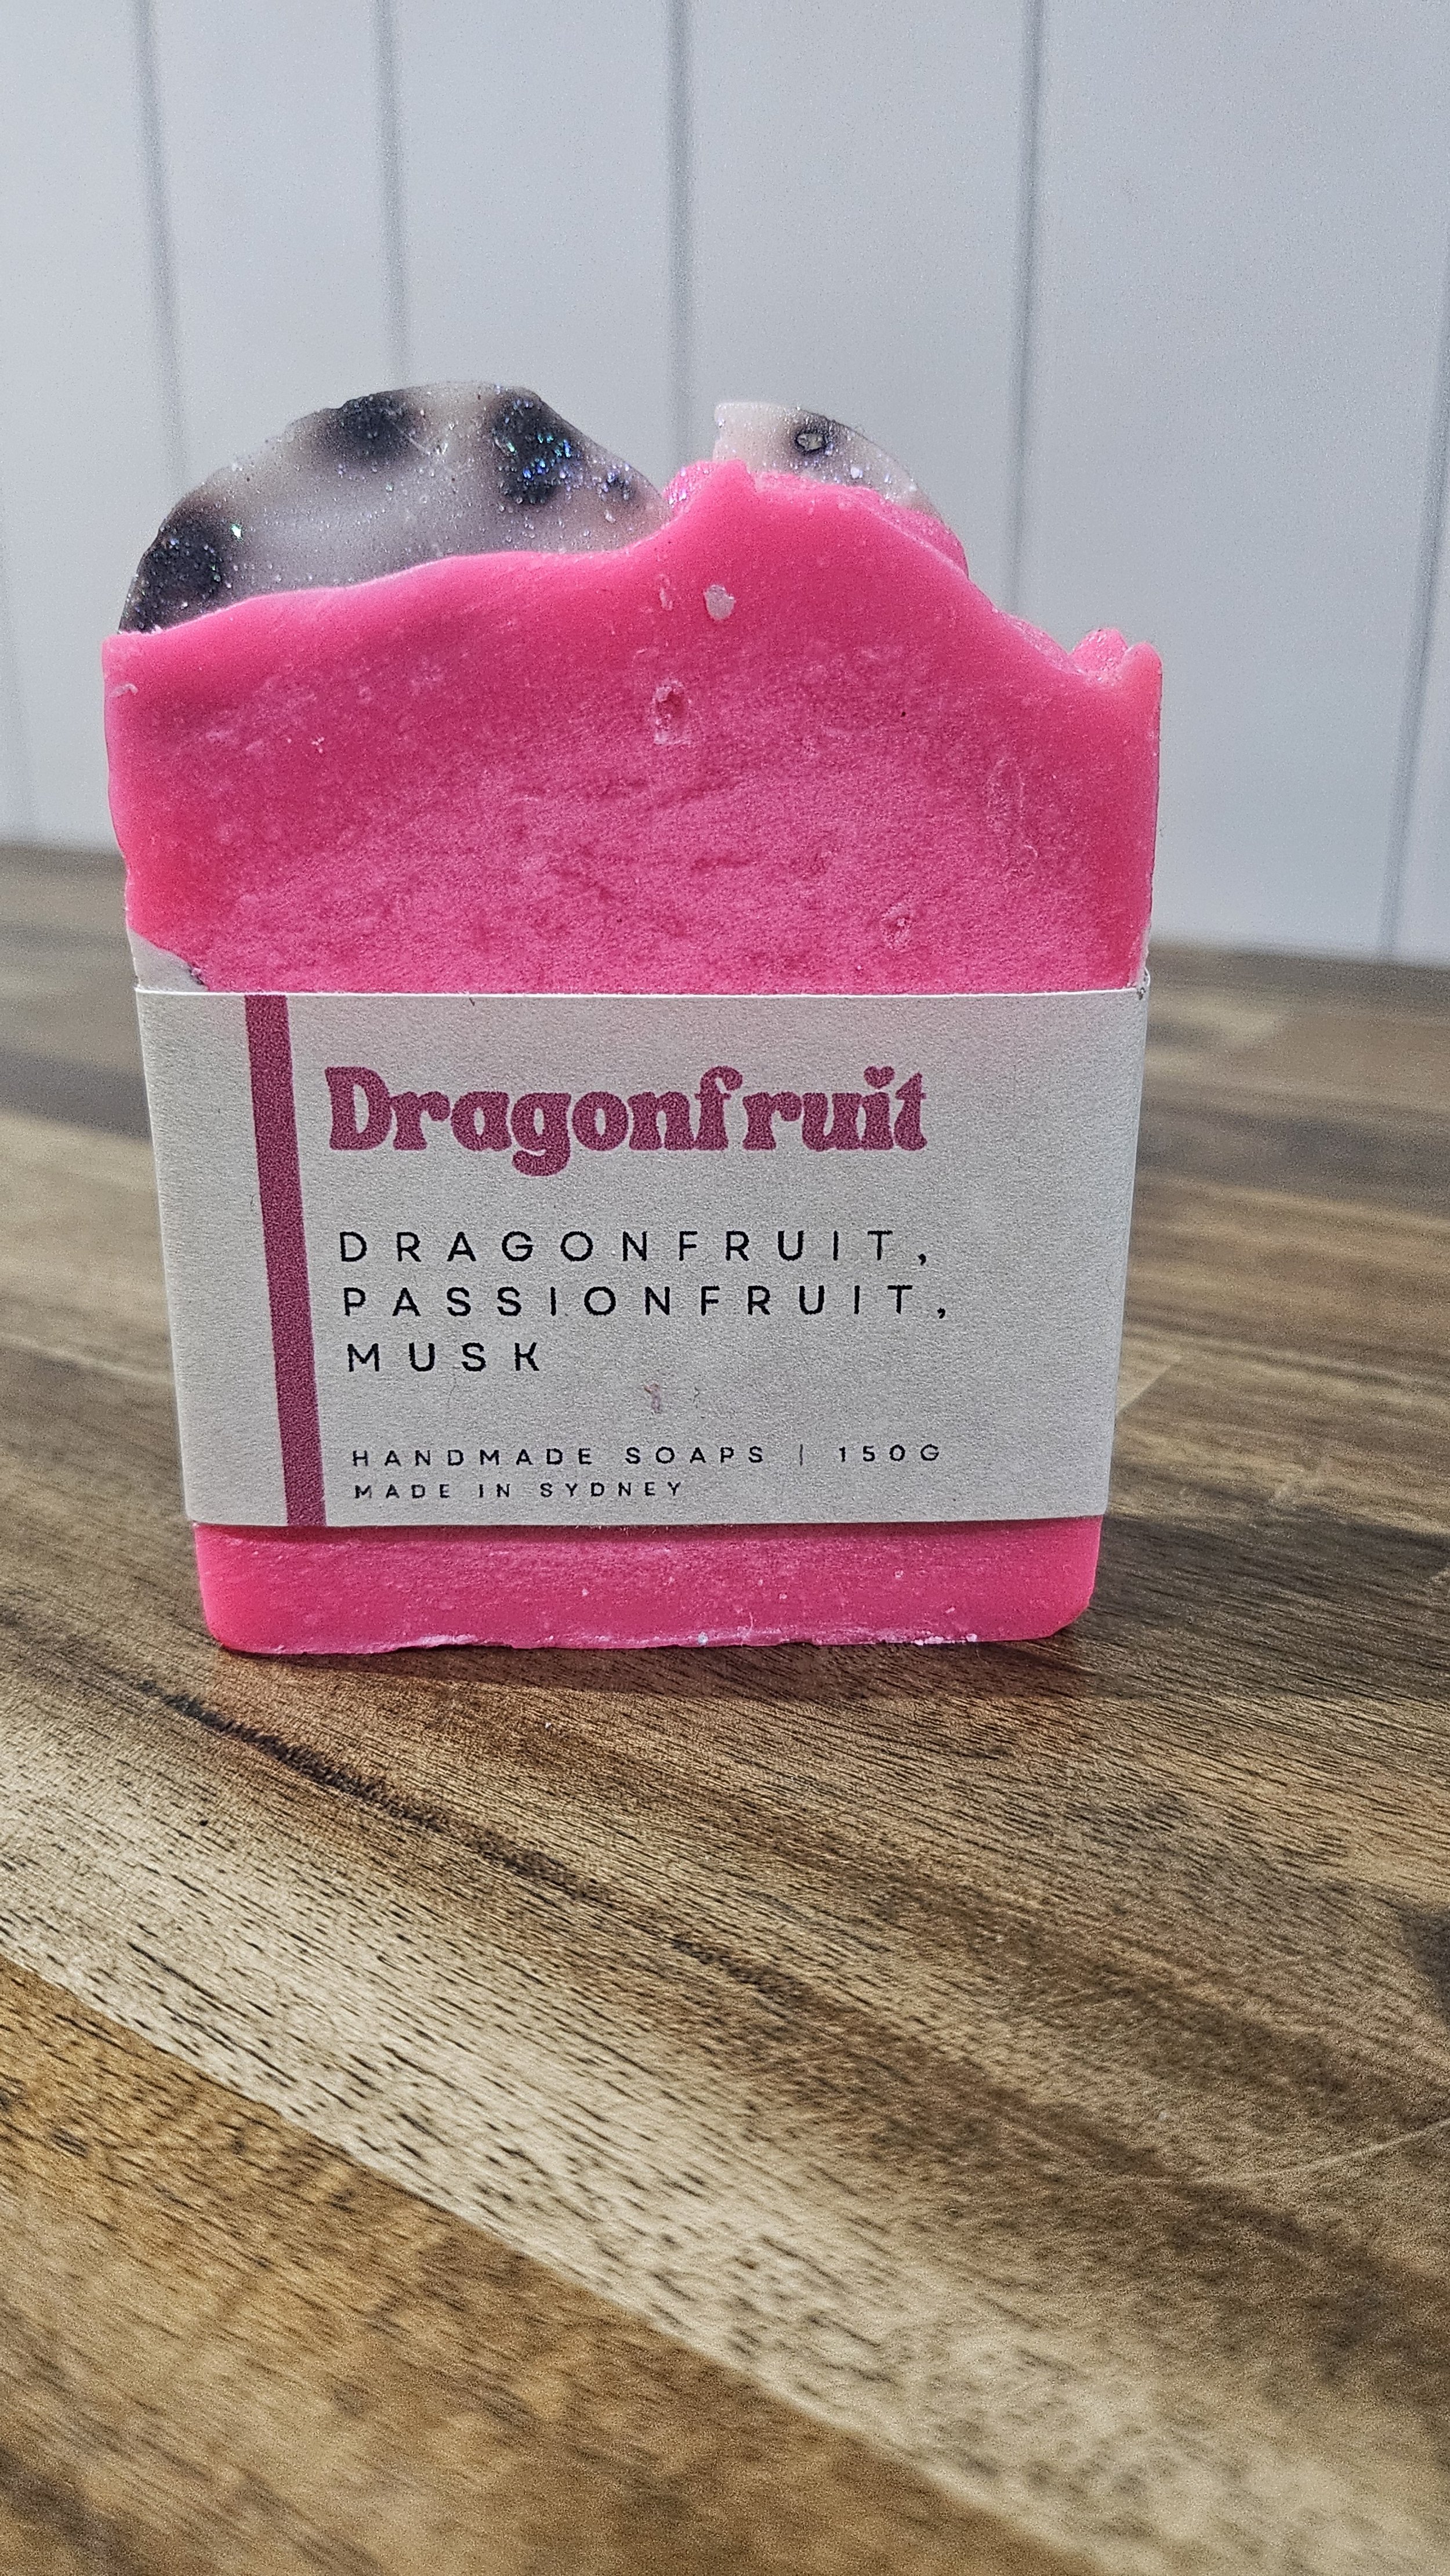 Dragonfruit
DRAGONFRUIT,
PASSIONFRUIT,
MUSK
HANDMADE SOAPS | 150G
MADE IN SYDNEY